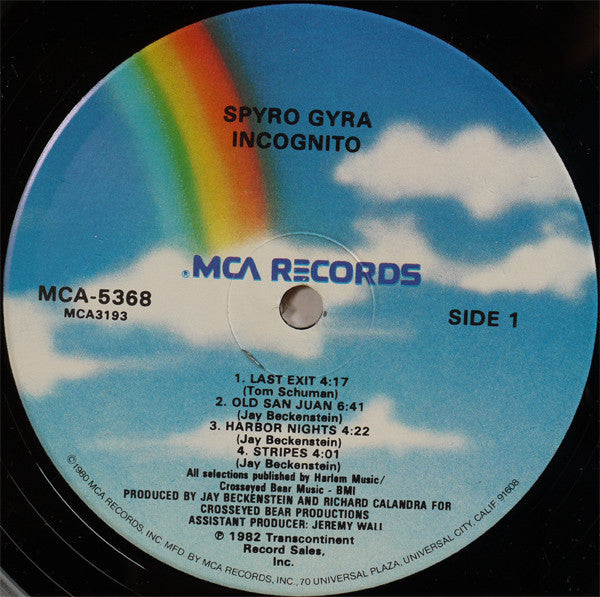 SPYRO GYRA
INCOGNITO
® MCA RECORDS
MCA-5368
MCA3193
SIDE 1
1. LAST EXIT 4:17
(Tom Schuman)
2. OLD SAN JUAN 6:41
(Jay Beckenstein)
3. HARBOR NIGHTS 4:22
(Jay Beckenstein)
4. STRIPES 4:01
(Jay Beckenstein)
All selections published by Harlem Music/
Crosseyed Bear Music - BMI
PRODUCED BY JAY BECKENSTEIN AND RICHARD CALANDRA FOR
CROSSEYED BEAR PRODUCTIONS
ASSISTANT PRODUCER: JEREMY WALL
℗ 1982 Transcontinent
Record Sales,
Inc.
©1980 MCA RECORDS, INC. MFD BY MCA RECORDS, INC., 70 UNIVERSAL PLAZA, UNIVERSAL CITY, CALIF. 91608